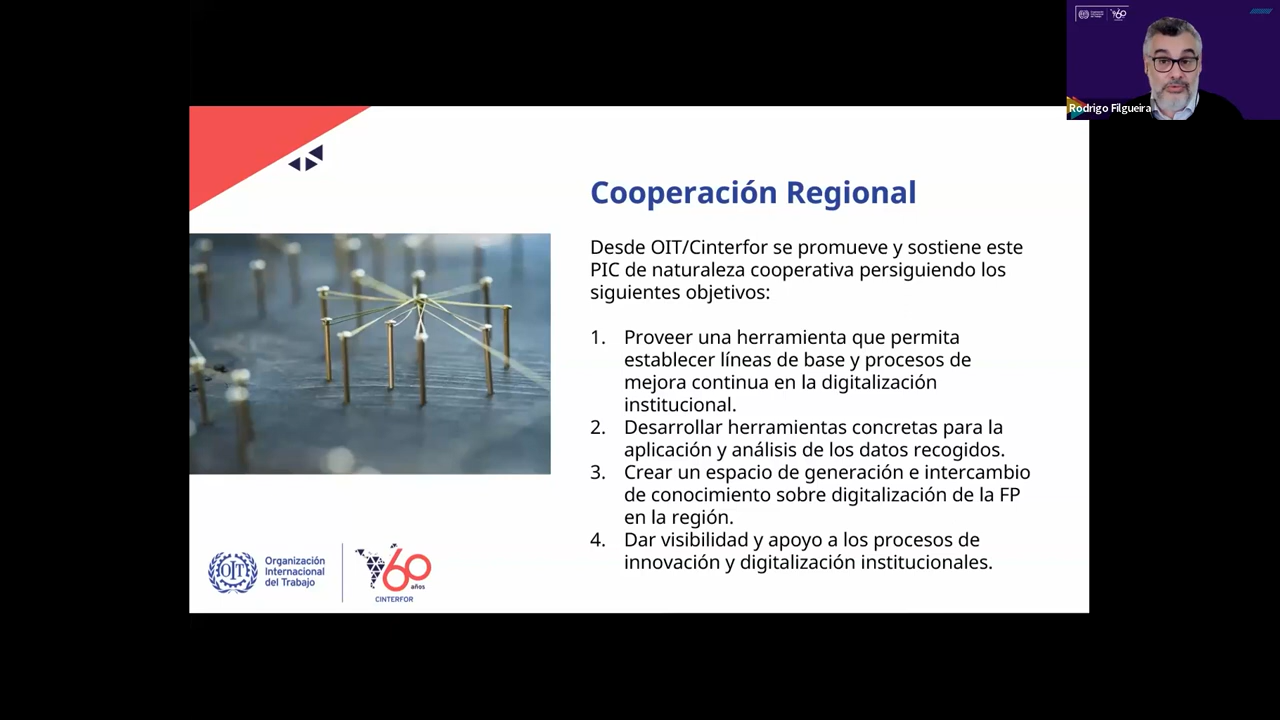 Rodrigo Filgueira
Cooperación Regional
Desde OIT/Cinterfor se promueve y sostiene este
PIC de naturaleza cooperativa persiguiendo los
siguientes objetivos:
1. Proveer una herramienta que permita
establecer líneas de base y procesos de
mejora continua en la digitalización
institucional.
2. Desarrollar herramientas concretas para la
aplicación y análisis de los datos recogidos.
3. Crear un espacio de generación e intercambio
de conocimiento sobre digitalización de la FP
en la región.
4. Dar visibilidad y apoyo a los procesos de
innovación y digitalización institucionales.
OIT
Organización
Internacional
del Trabajo
60
años
CINTERFOR